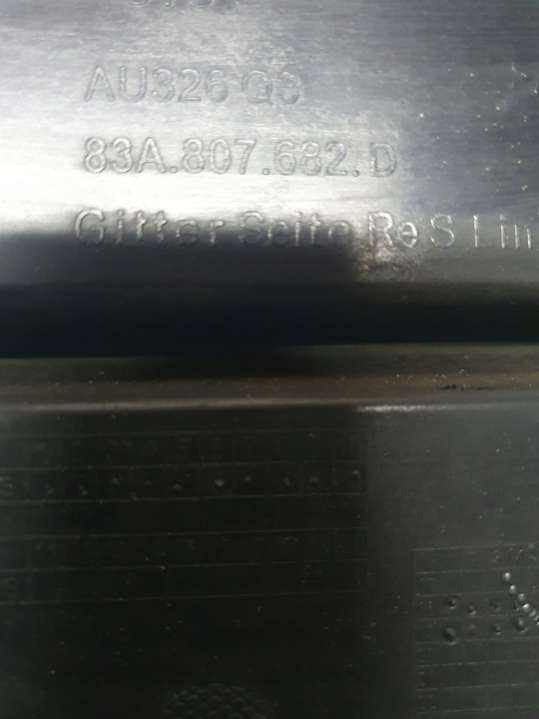 AU326 Q3
83A.807.682.D
Gitter Seite Re S Lin